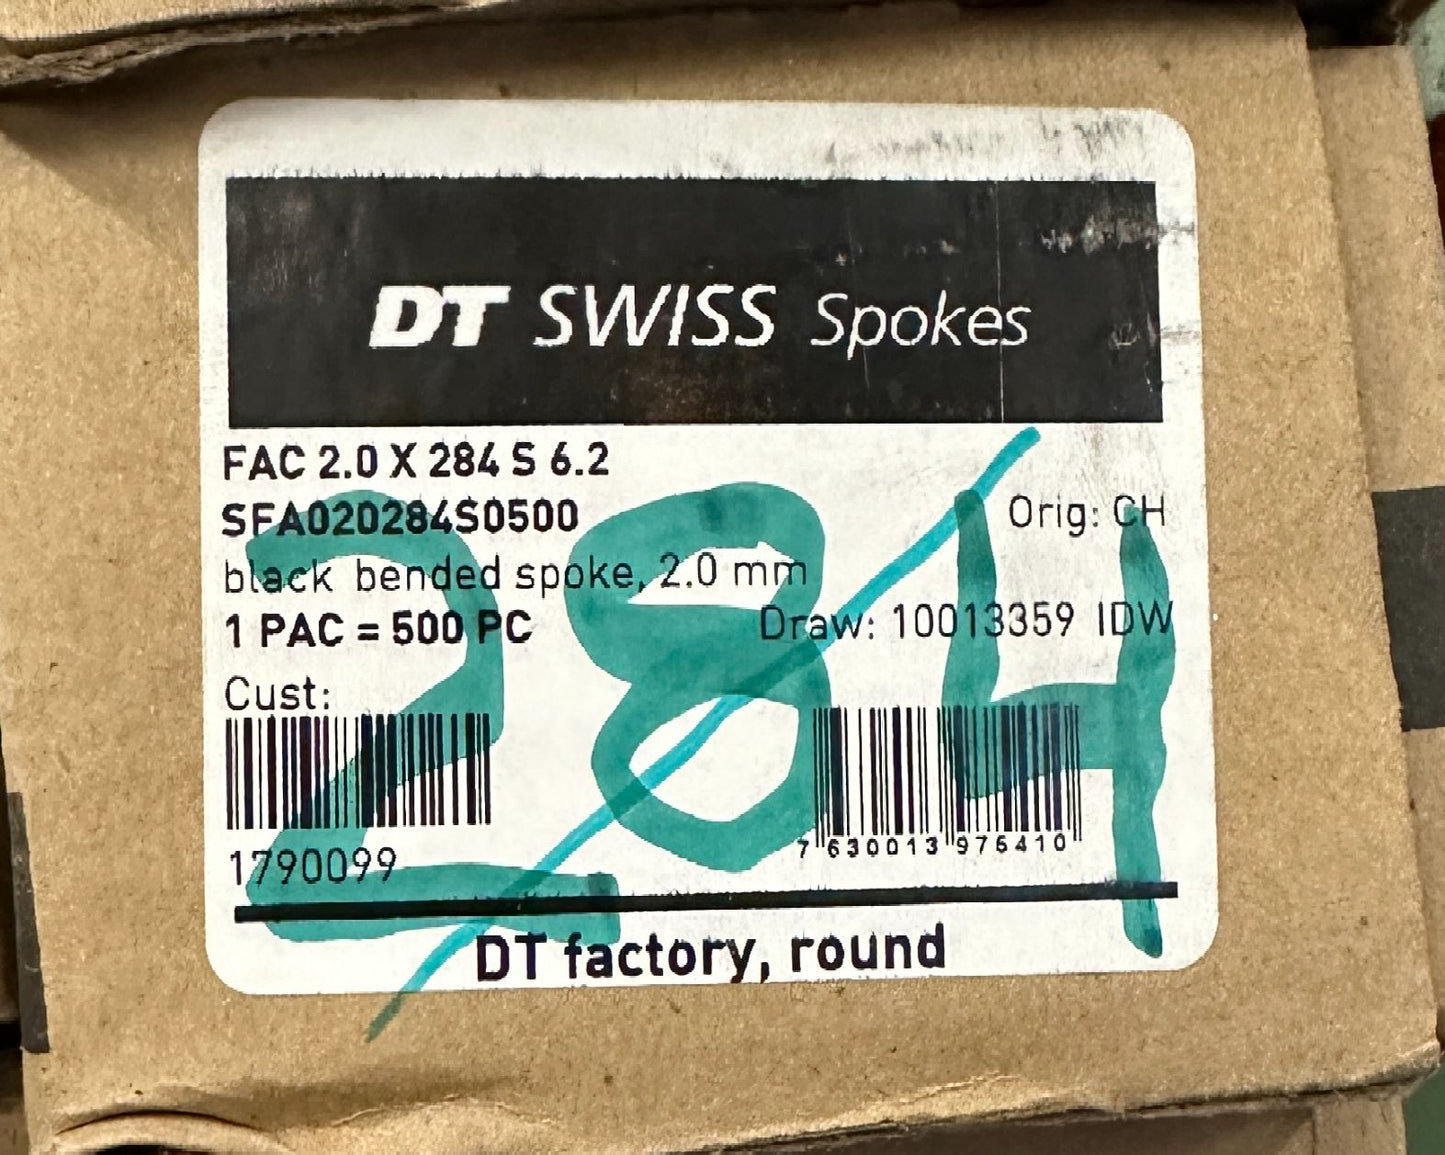 DT SWISS Spokes
FAC 2.0 X 284 S 6.2
SFA020284S0500
Orig: CH
black bended spoke, 2.0 mm
1 PAC = 500 PC
Draw: 10013359 IDW
Cust:
1790099
7 630013 976410
DT factory, round
284